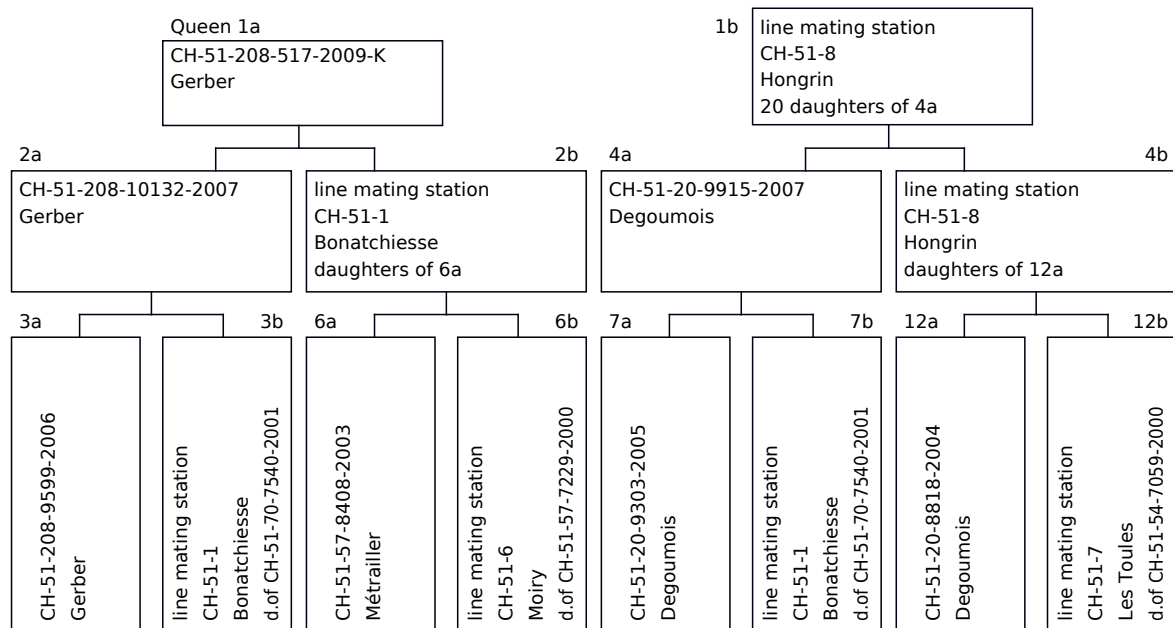 Queen 1a
CH-51-208-517-2009-K
Gerber
1b
line mating station
CH-51-8
Hongrin
20 daughters of 4a
2a
CH-51-208-10132-2007
Gerber
2b
line mating station
CH-51-1
Bonatchiesse
daughters of 6a
4a
CH-51-20-9915-2007
Degoumois
4b
line mating station
CH-51-8
Hongrin
daughters of 12a
3a
CH-51-208-9599-2006
Gerber
3b
line mating station
CH-51-1
Bonatchiesse
d.of CH-51-70-7540-2001
6a
CH-51-57-8408-2003
Métrailler
6b
line mating station
CH-51-6
Moiry
d.of CH-51-57-7229-2000
7a
CH-51-20-9303-2005
Degoumois
7b
line mating station
CH-51-1
Bonatchiesse
d.of CH-51-70-7540-2001
12a
CH-51-20-8818-2004
Degoumois
12b
line mating station
CH-51-7
Les Toules
d.of CH-51-54-7059-2000